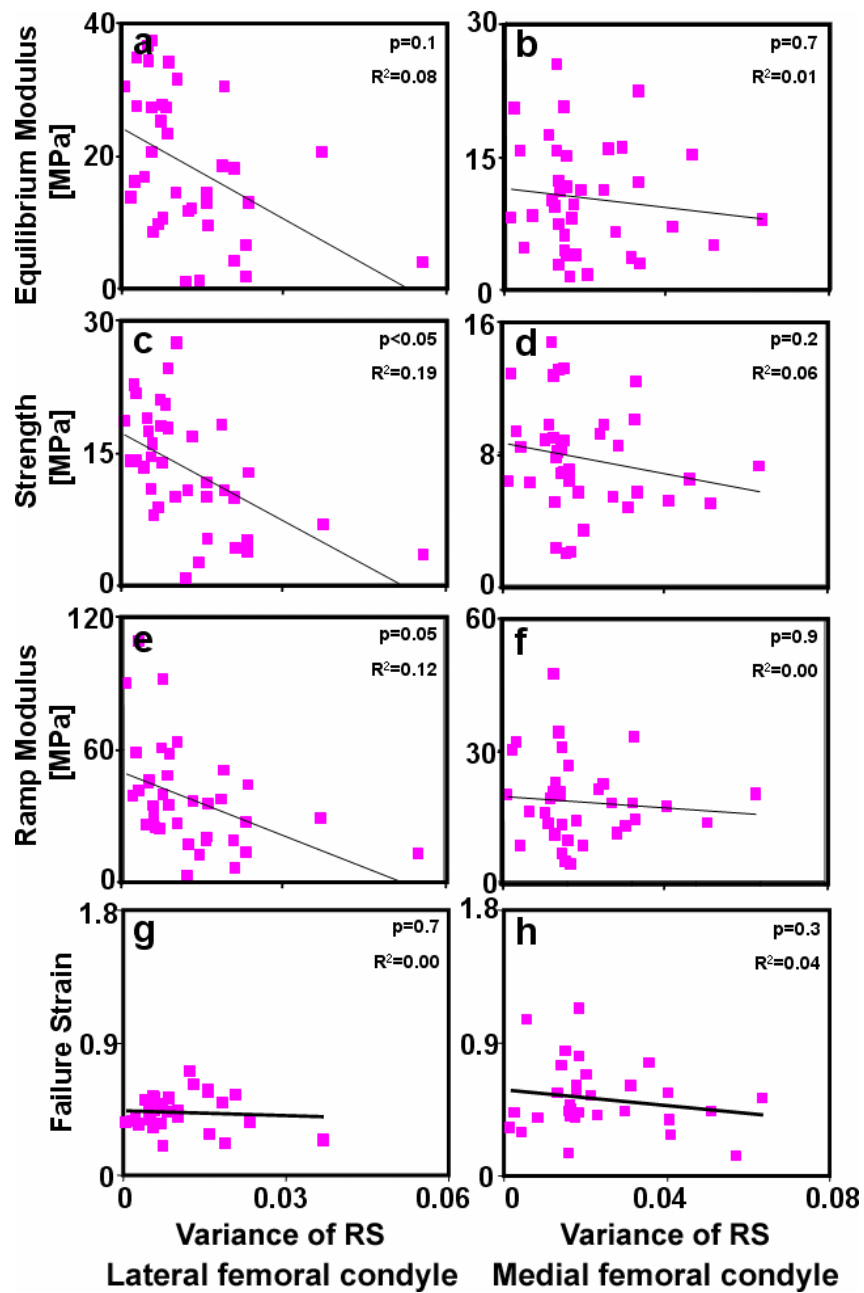 Equilibrium Modulus
[MPa]
40
20
0
a
p=0.1
R²=0.08
30
15
0
b
p=0.7
R²=0.01
Strength
[MPa]
30
15
0
c
p<0.05
R²=0.19
16
8
0
d
p=0.2
R²=0.06
Ramp Modulus
[MPa]
120
60
0
e
p=0.05
R²=0.12
60
30
0
f
p=0.9
R²=0.00
Failure Strain
1.8
0.9
0
g
p=0.7
R²=0.00
1.8
0.9
0
h
p=0.3
R²=0.04
0 0.03 0.06
0 0.04 0.08
Variance of RS
Lateral femoral condyle
Variance of RS
Medial femoral condyle